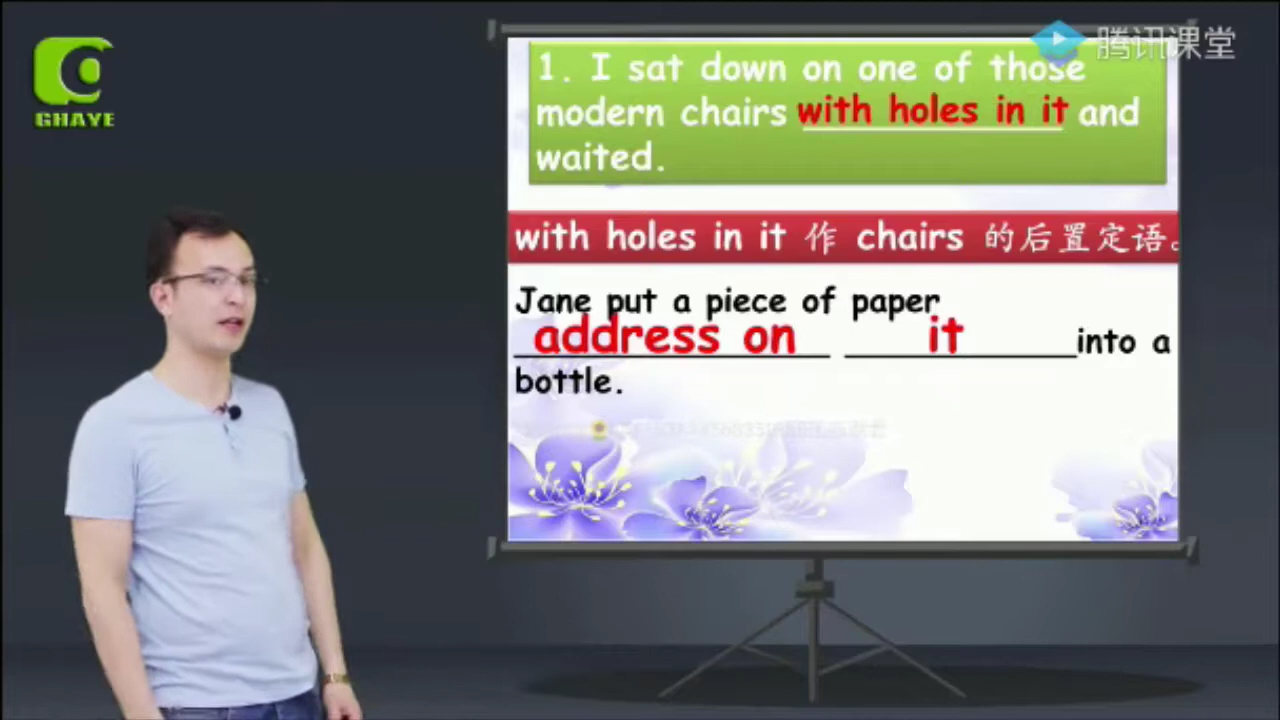 GHAYE
腾讯课堂
1. I sat down on one of those
modern chairs with holes in it and
waited.
with holes in it 作 chairs 的后置定语。
Jane put a piece of paper
address on it into a
bottle.